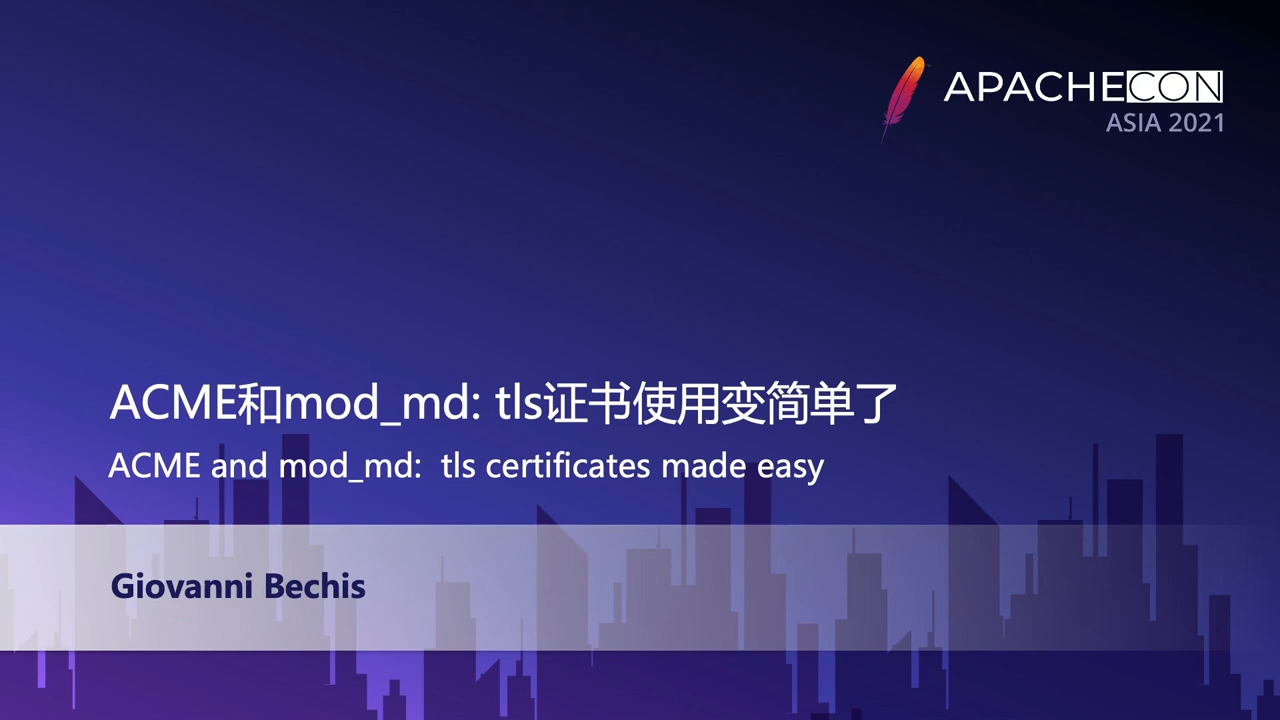 APACHECON
ASIA 2021
ACME和mod_md: tls证书使用变简单了
ACME and mod_md: tls certificates made easy
Giovanni Bechis